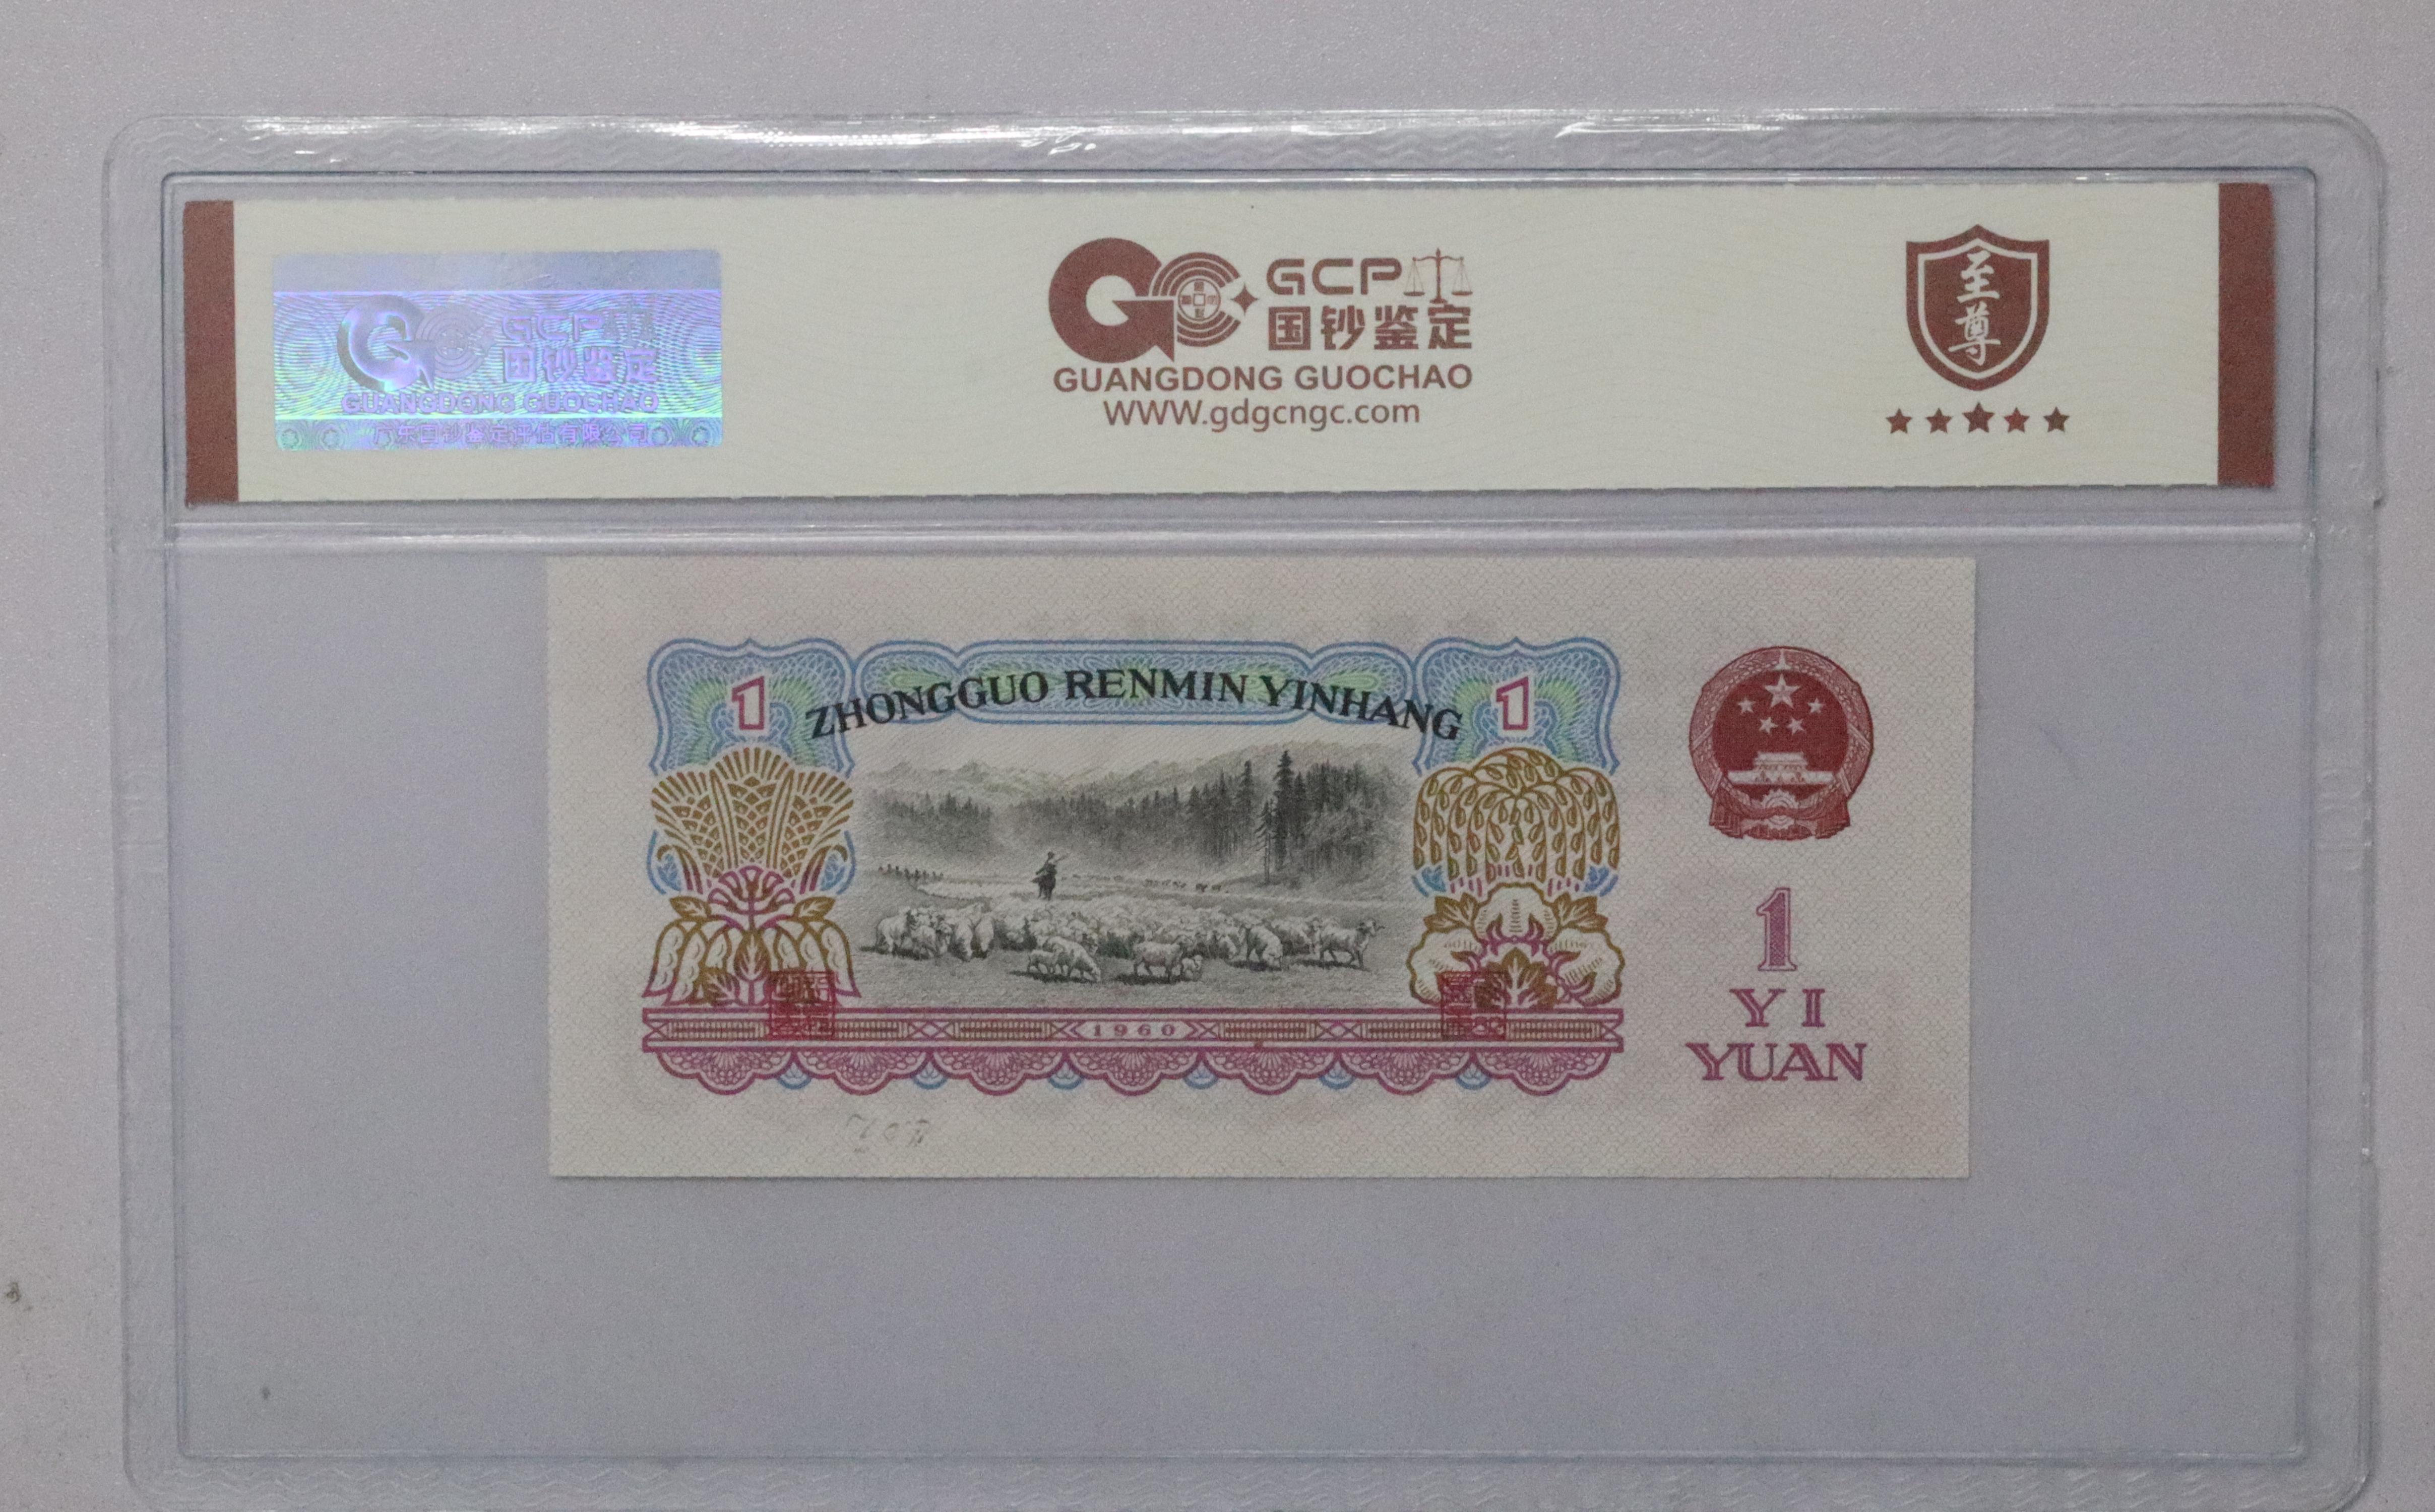 GCP
国钞鉴定
GUANGDONG GUOCHAO
广东国钞鉴定评估有限公司
GCP
国钞鉴定
GUANGDONG GUOCHAO
WWW.gdgcngc.com
至尊
1 ZHONGGUO RENMIN YINHANG 1
1960
1
YI
YUAN